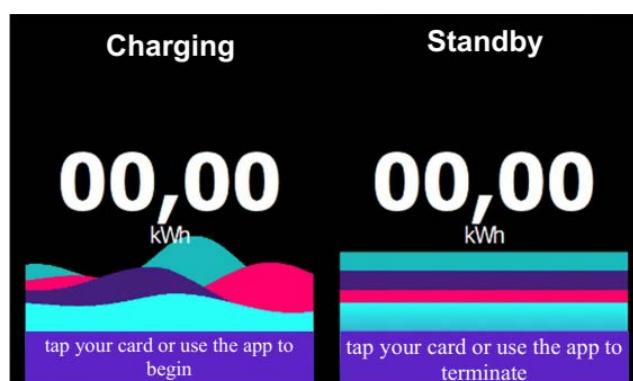 Charging
00,00
kWh
tap your card or use the app to
begin
Standby
00,00
kWh
tap your card or use the app to
terminate